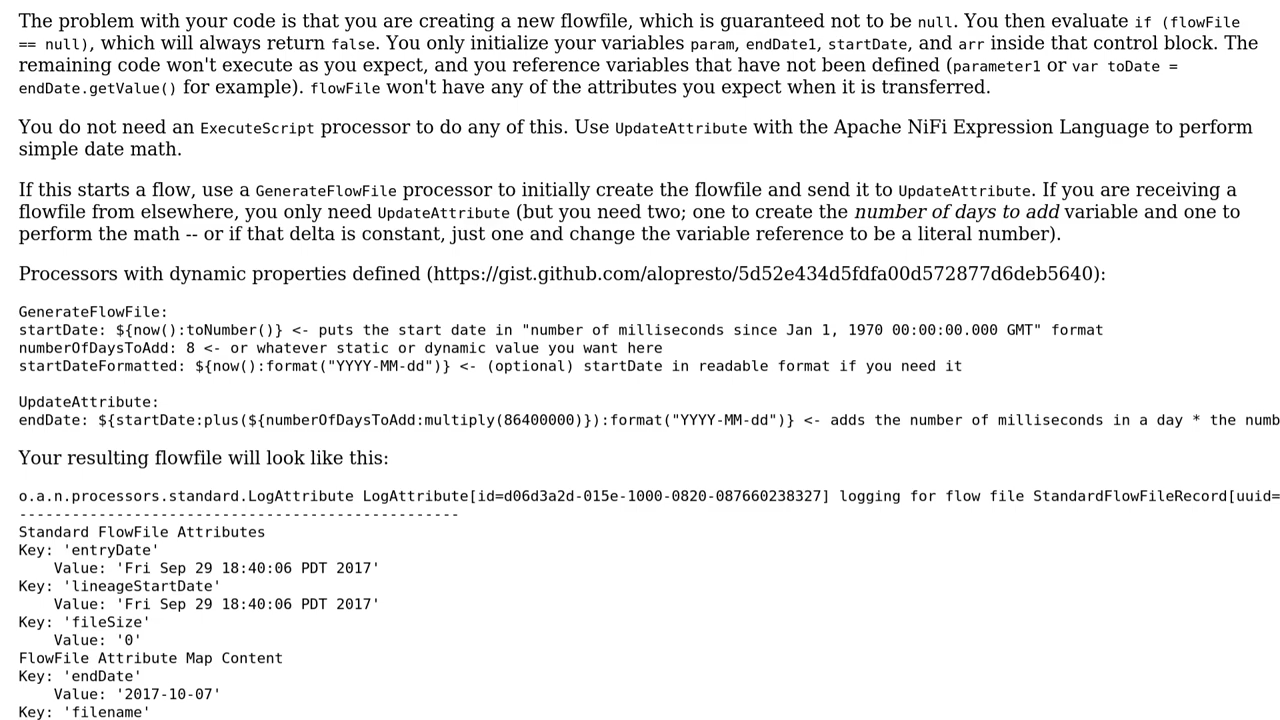 The problem with your code is that you are creating a new flowfile, which is guaranteed not to be null. You then evaluate if (flowFile
== null), which will always return false. You only initialize your variables param, endDate1, startDate, and arr inside that control block. The
remaining code won't execute as you expect, and you reference variables that have not been defined (parameter1 or var toDate =
endDate.getValue() for example). flowFile won't have any of the attributes you expect when it is transferred.
You do not need an ExecuteScript processor to do any of this. Use UpdateAttribute with the Apache NiFi Expression Language to perform
simple date math.
If this starts a flow, use a GenerateFlowFile processor to initially create the flowfile and send it to UpdateAttribute. If you are receiving a
flowfile from elsewhere, you only need UpdateAttribute (but you need two; one to create the number of days to add variable and one to
perform the math -- or if that delta is constant, just one and change the variable reference to be a literal number).
Processors with dynamic properties defined (https://gist.github.com/alopresto/5d52e434d5fdfa00d572877d6deb5640):
GenerateFlowFile:
startDate: ${now():toNumber()} <- puts the start date in "number of milliseconds since Jan 1, 1970 00:00:00.000 GMT" format
numberOfDaysToAdd: 8 <- or whatever static or dynamic value you want here
startDateFormatted: ${now():format("YYYY-MM-dd")} <- (optional) startDate in readable format if you need it
UpdateAttribute:
endDate: ${startDate:plus(${numberOfDaysToAdd:multiply(86400000)}):format("YYYY-MM-dd")} <- adds the number of milliseconds in a day * the numb
Your resulting flowfile will look like this:
o.a.n.processors.standard.LogAttribute LogAttribute[id=d06d3a2d-015e-1000-0820-087660238327] logging for flow file StandardFlowFileRecord[uuid=
--------------------------------------------------
Standard FlowFile Attributes
Key: 'entryDate'
    Value: 'Fri Sep 29 18:40:06 PDT 2017'
Key: 'lineageStartDate'
    Value: 'Fri Sep 29 18:40:06 PDT 2017'
Key: 'fileSize'
    Value: '0'
FlowFile Attribute Map Content
Key: 'endDate'
    Value: '2017-10-07'
Key: 'filename'